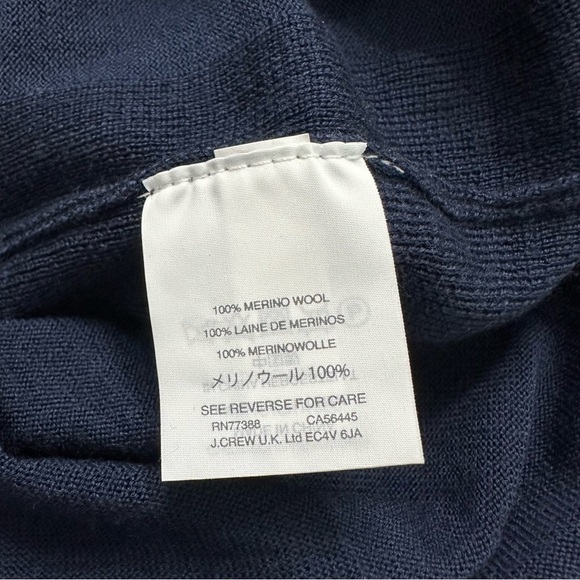 100% MERINO WOOL
100% LAINE DE MERINOS
100% MERINOWOLLE
メリノウール 100%
SEE REVERSE FOR CARE
RN77388 CA56445
J.CREW U.K. Ltd EC4V 6JA